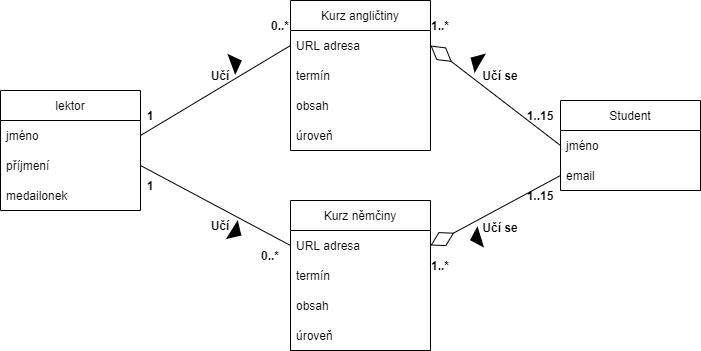 Kurz angličtiny
URL adresa
termín
obsah
úroveň
0..*
1..*
Učí
Učí se
lektor
jméno
příjmení
medailonek
1
1
1..15
Student
jméno
email
1..15
Učí
Učí se
0..*
1..*
Kurz němčiny
URL adresa
termín
obsah
úroveň